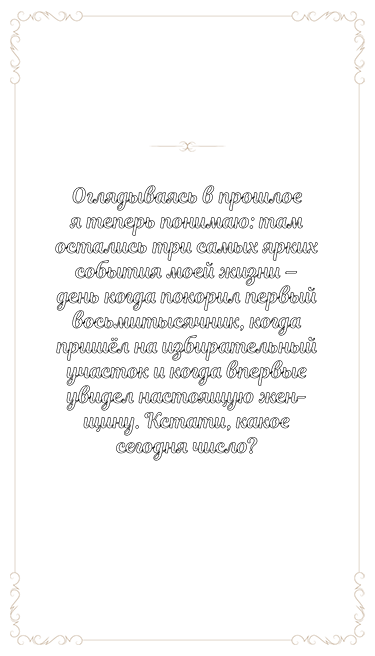 Оглядываясь в прошлое
я теперь понимаю: там
остались три самых ярких
события моей жизни –
день когда покорил первый
восьмитысячник, когда
пришёл на избирательный
участок и когда впервые
увидел настоящую жен-
щину. Кстати, какое
сегодня число?